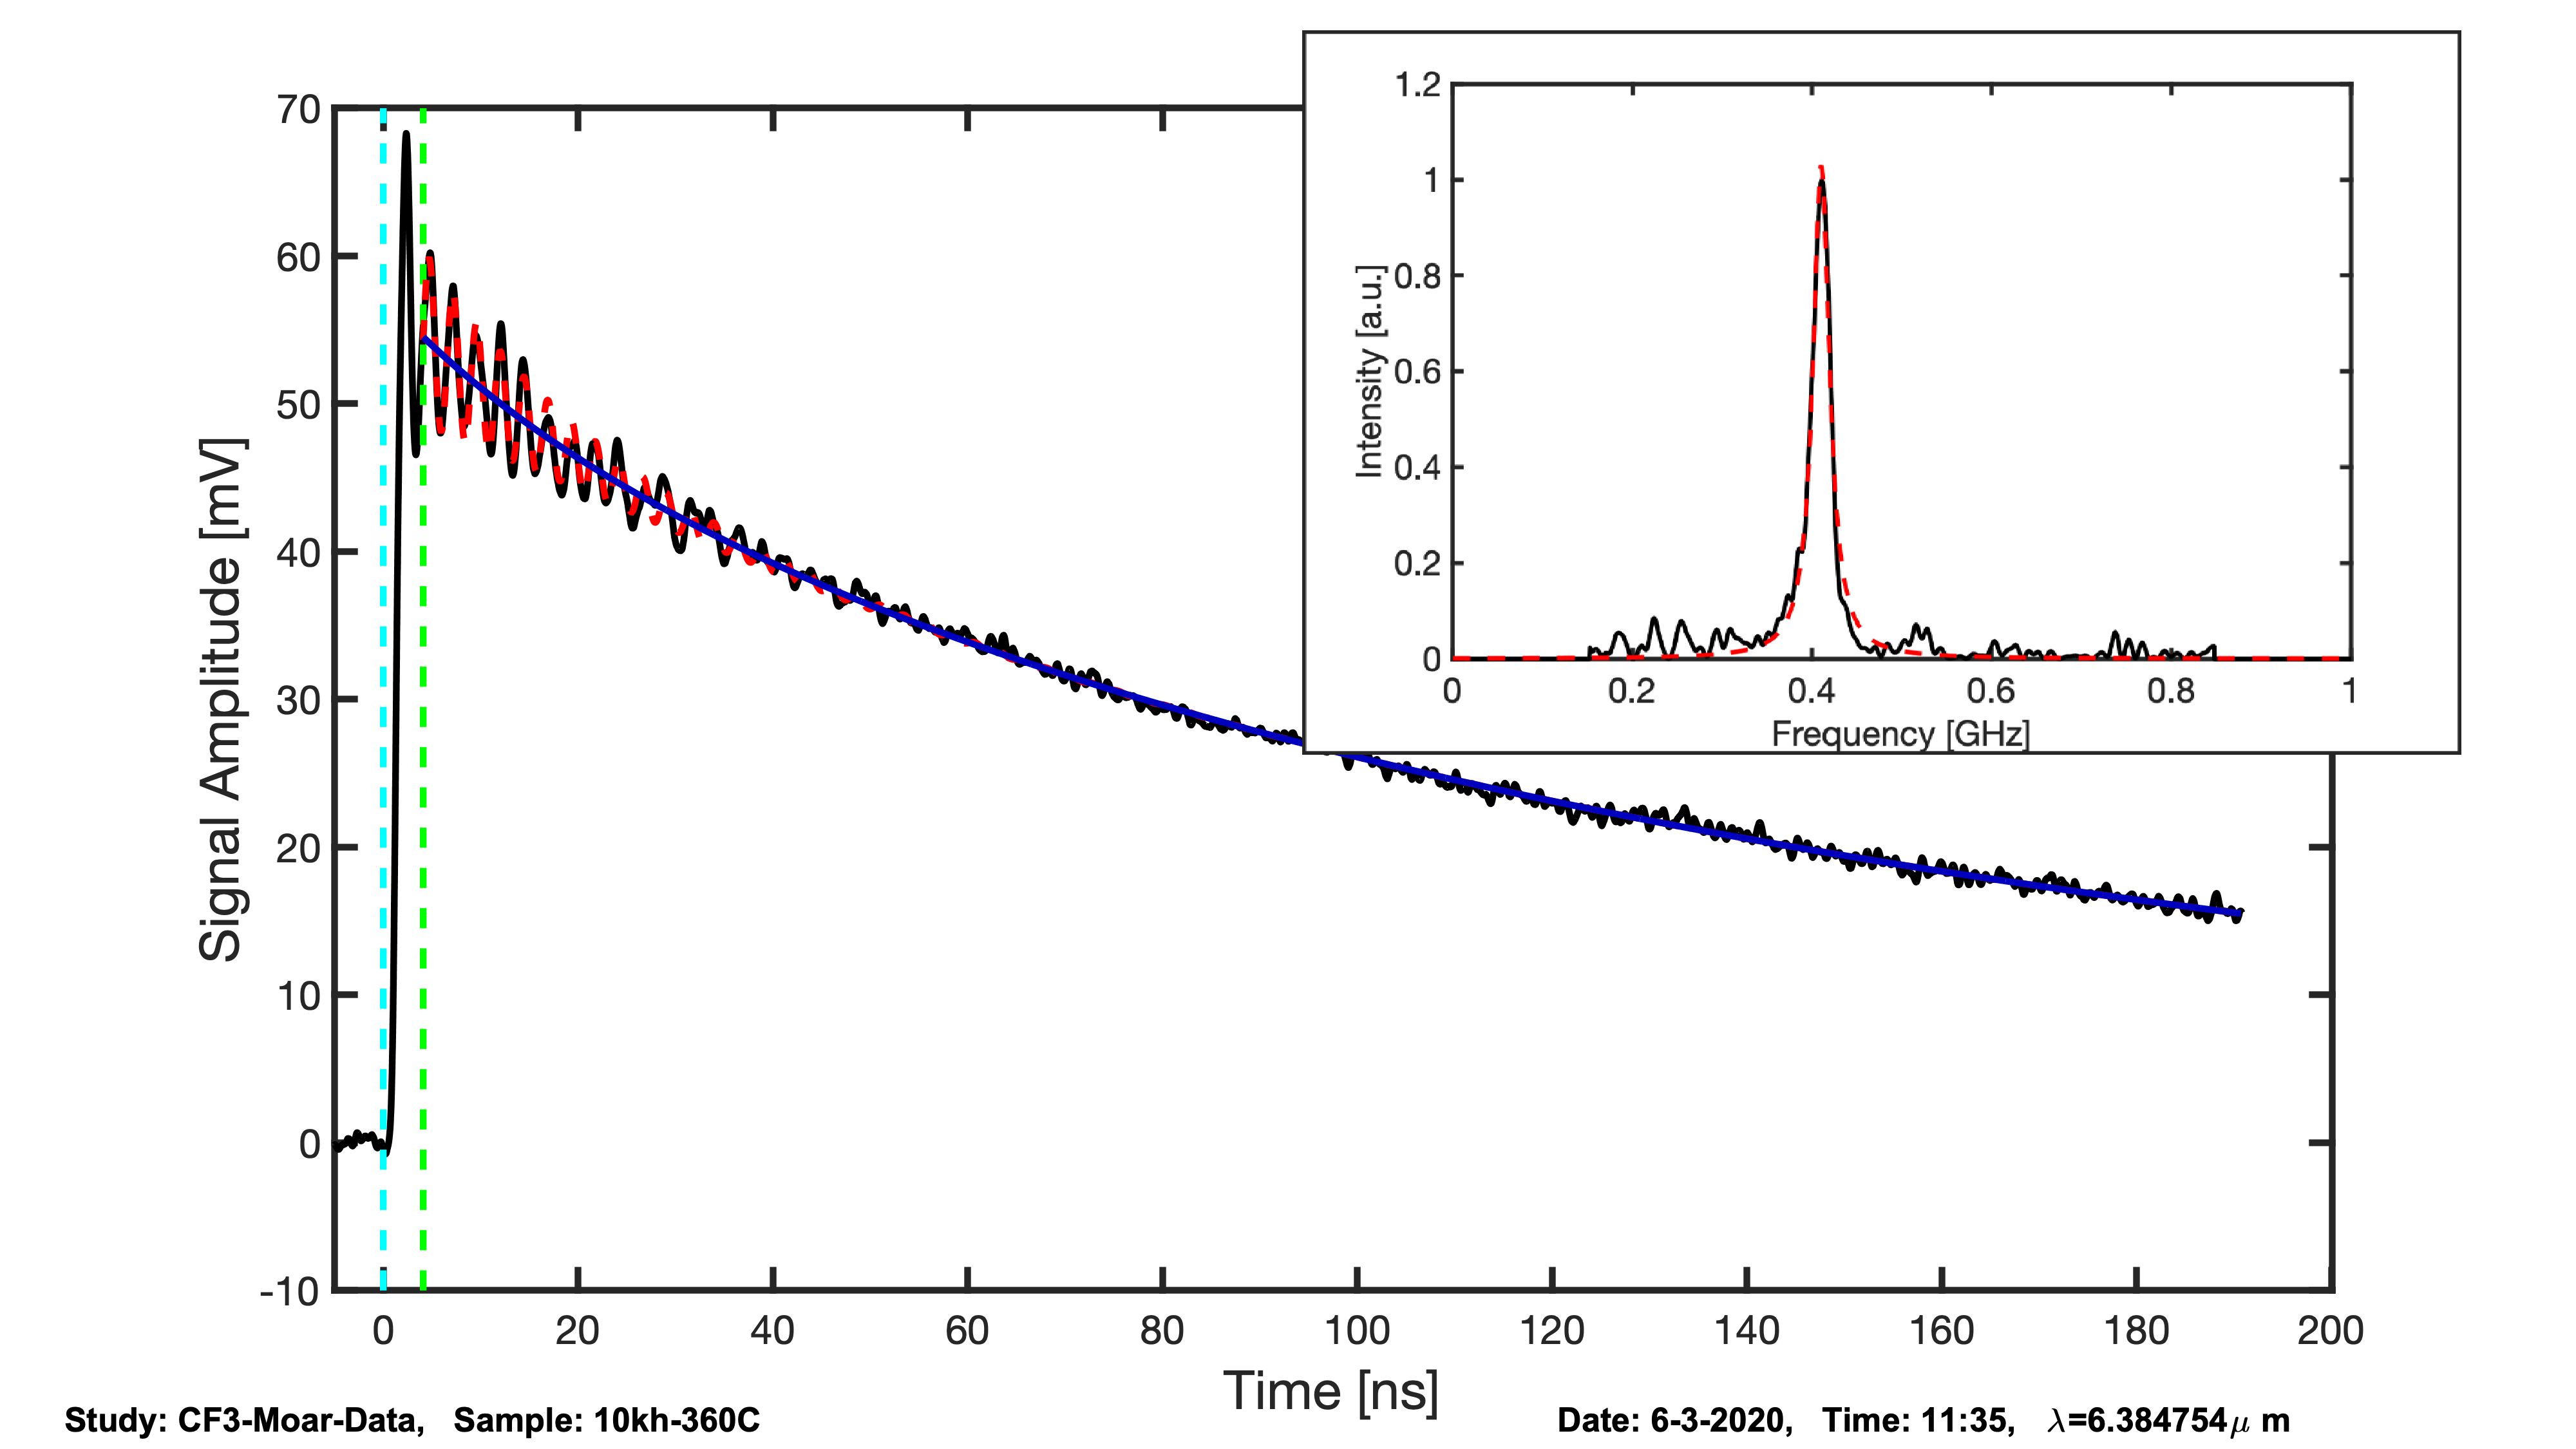 1.2
1
0.8
0.6
0.4
0.2
0
Intensity [a.u.]
0 0.2 0.4 0.6 0.8 1
Frequency [GHz]
70
60
50
40
30
20
10
0
-10
Signal Amplitude [mV]
0 20 40 60 80 100 120 140 160 180 200
Time [ns]
Study: CF3-Moar-Data, Sample: 10kh-360C
Date: 6-3-2020, Time: 11:35, λ=6.384754μ m